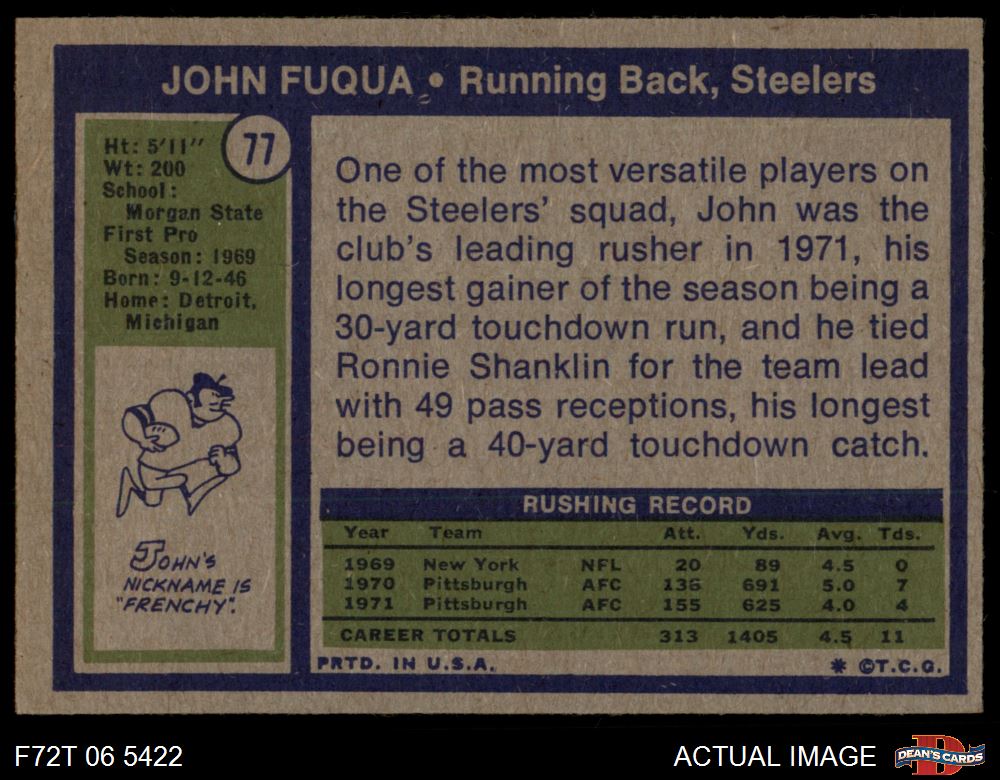 JOHN FUQUA • Running Back, Steelers
77
Ht: 5'11"
Wt: 200
School:
Morgan State
First Pro
Season: 1969
Born: 9-12-46
Home: Detroit,
Michigan
JOHN'S
NICKNAME IS
"FRENCHY".
One of the most versatile players on
the Steelers' squad, John was the
club's leading rusher in 1971, his
longest gainer of the season being a
30-yard touchdown run, and he tied
Ronnie Shanklin for the team lead
with 49 pass receptions, his longest
being a 40-yard touchdown catch.
RUSHING RECORD
Year Team Att. Yds. Avg. Tds.
1969 New York NFL 20 89 4.5 0
1970 Pittsburgh AFC 138 691 5.0 7
1971 Pittsburgh AFC 155 625 4.0 4
CAREER TOTALS 313 1405 4.5 11
PRTD. IN U.S.A. * ©T.C.G.
F72T 06 5422 ACTUAL IMAGE D DEAN'S CARDS